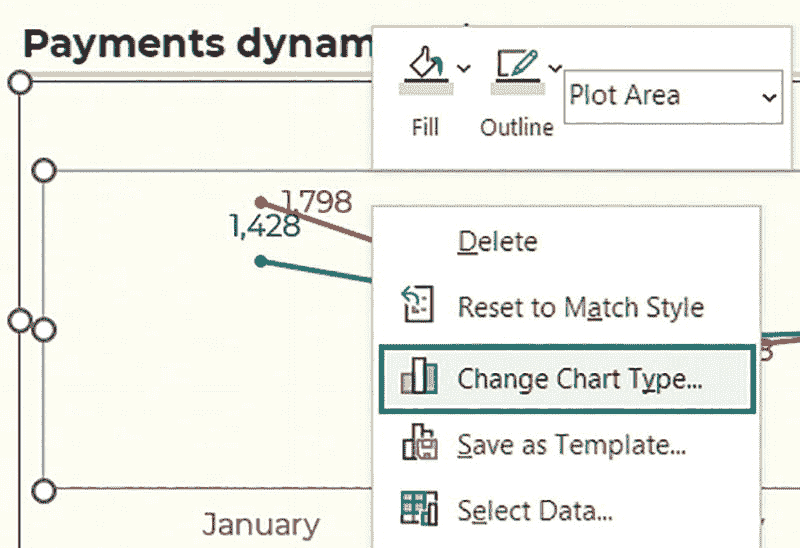 Payments dynam
Plot Area
Fill Outline
1,798
1,428
Delete
Reset to Match Style
Change Chart Type...
Save as Template...
Select Data...
January